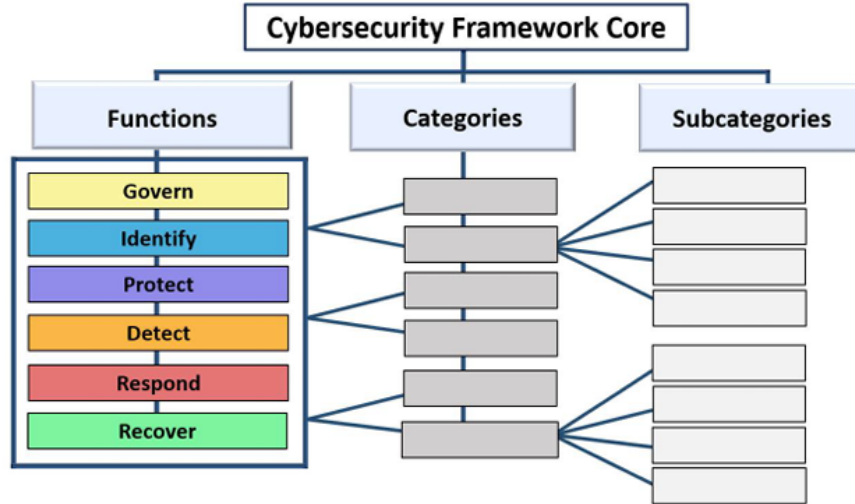 Cybersecurity Framework Core
Functions
Categories
Subcategories
Govern
Identify
Protect
Detect
Respond
Recover